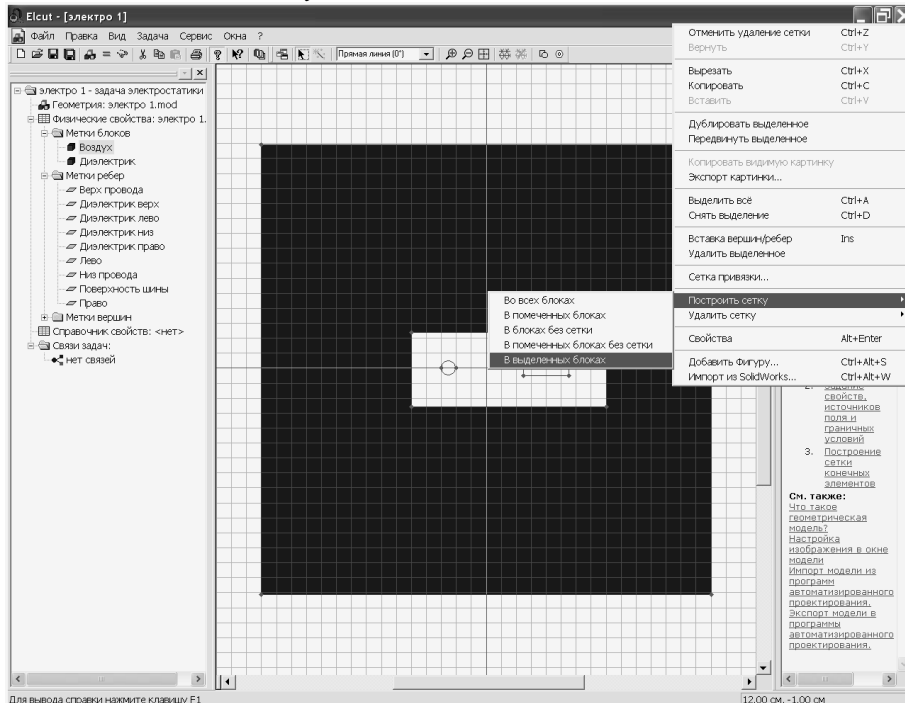 Elcut - [электро 1]
Файл Правка Вид Задача Сервис Окна ?
Прямая линия (0°)
электро 1 - задача электростатики
Геометрия: электро 1.mod
Физические свойства: электро 1.
Метки блоков
Воздух
Диэлектрик
Метки ребер
Верх провода
Диэлектрик верх
Диэлектрик лево
Диэлектрик низ
Диэлектрик право
Лево
Низ провода
Поверхность шины
Право
Метки вершин
Справочник свойств: <нет>
Связи задач:
нет связей
Отменить удаление сетки Ctrl+Z
Вернуть Ctrl+Y
Вырезать Ctrl+X
Копировать Ctrl+C
Вставить Ctrl+V
Дублировать выделенное
Передвинуть выделенное
Копировать видимую картинку
Экспорт картинки...
Выделить всё Ctrl+A
Снять выделение Ctrl+D
Вставка вершин/ребер Ins
Удалить выделенное
Сетка привязки...
Построить сетку
Удалить сетку
Свойства Alt+Enter
Добавить Фигуру... Ctrl+Alt+S
Импорт из SolidWorks... Ctrl+Alt+W
Во всех блоках
В помеченных блоках
В блоках без сетки
В помеченных блоках без сетки
В выделенных блоках
свойств,
источников
поля и
граничных
условий
3. Построение
сетки
конечных
элементов
См. также:
Что такое
геометрическая
модель?
Настройка
изображения в окне
модели
Импорт модели из
программ
автоматизированного
проектирования.
Экспорт модели в
программы
автоматизированного
проектирования.
Для вывода справки нажмите клавишу F1
12.00 см, -1.00 см